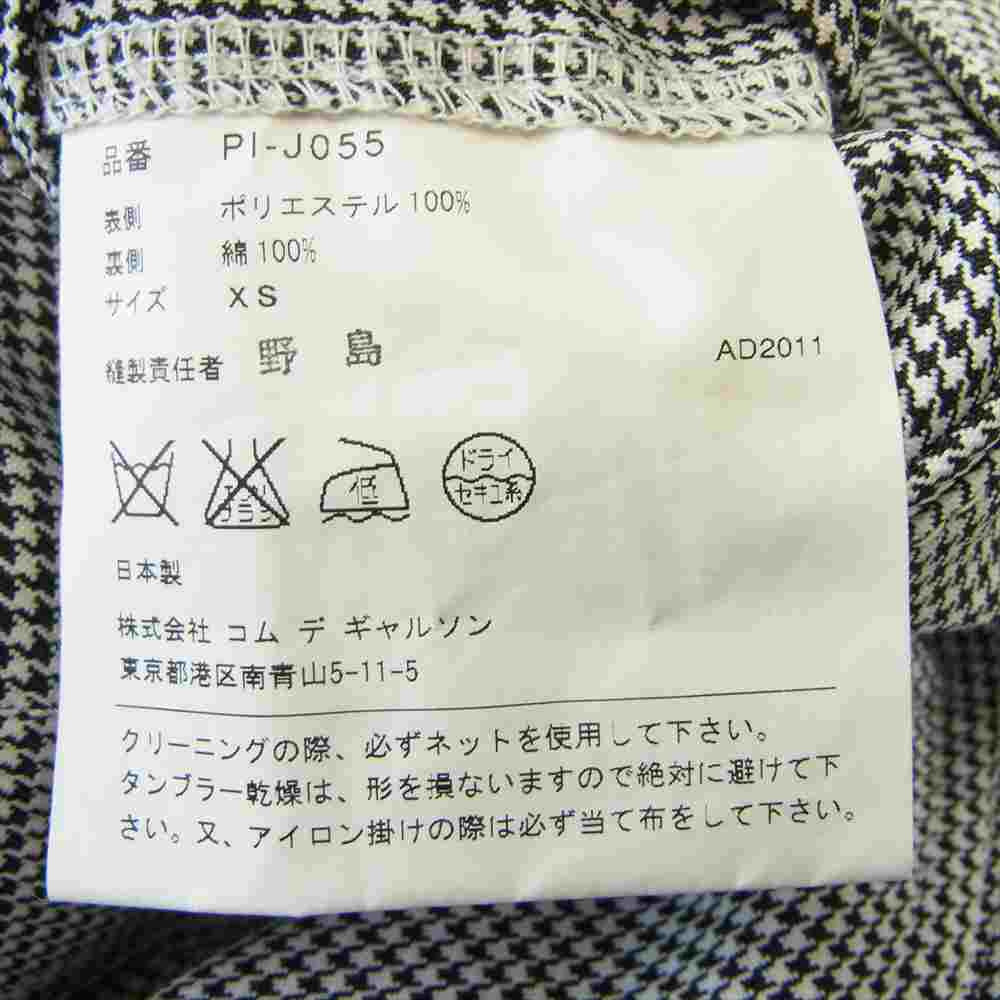 品番 PI-J055
表側 ポリエステル 100%
裏側 綿 100%
サイズ XS
縫製責任者 野島
AD2011
エンソ
サラシ
低
ドライ
セキユ系
日本製
株式会社 コム デ ギャルソン
東京都港区南青山5-11-5
クリーニングの際、必ずネットを使用して下さい。
タンブラー乾燥は、形を損ないますので絶対に避けて下
さい。又、アイロン掛けの際は必ず当て布をして下さい。